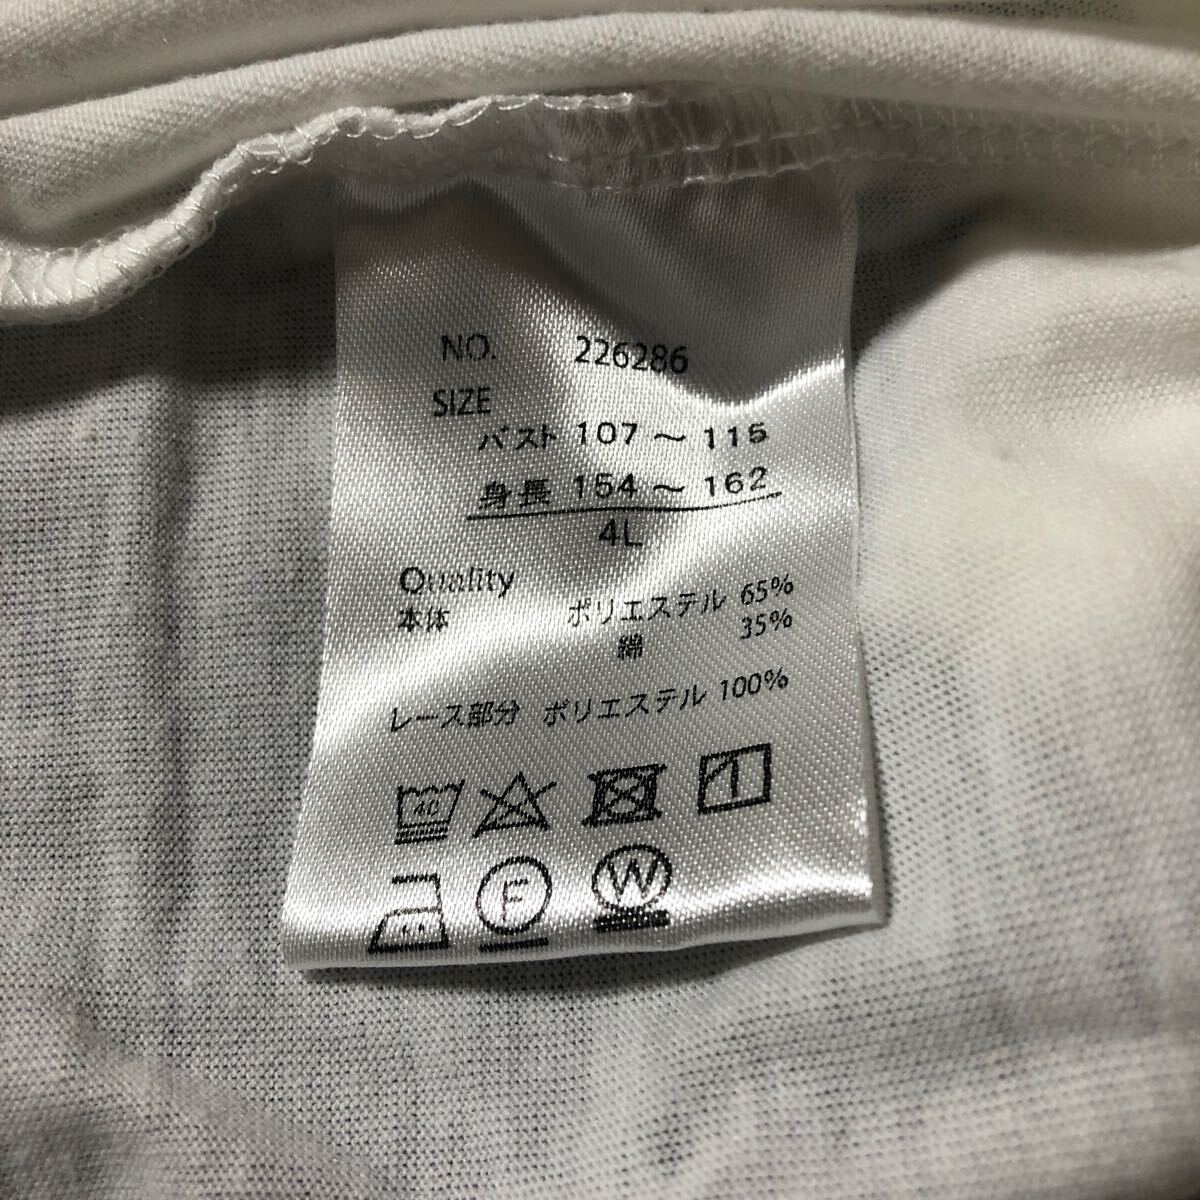 NO. 226286
SIZE
バスト 107 ~ 115
身長 154 ~ 162
4L
Quality
本体 ポリエステル 65%
綿 35%
レース部分 ポリエステル 100%
40
F W